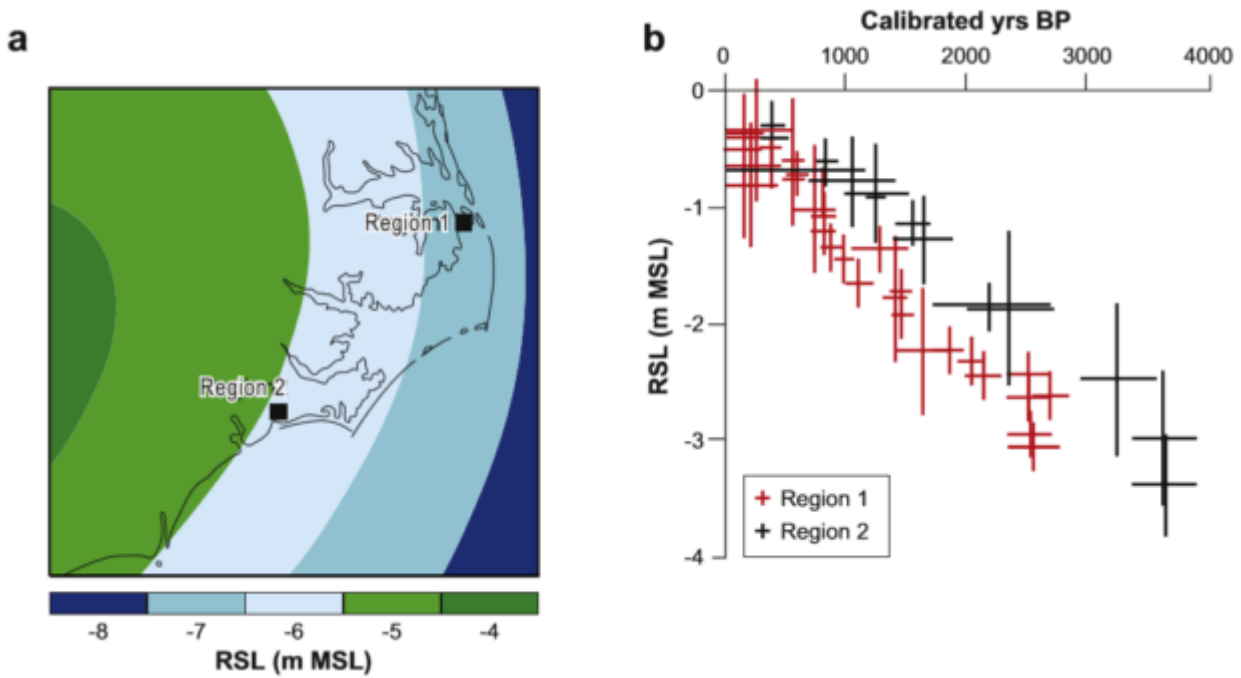 a
Region 1
Region 2
-8 -7 -6 -5 -4
RSL (m MSL)
b
Calibrated yrs BP
0 1000 2000 3000 4000
0
-1
-2
-3
-4
RSL (m MSL)
Region 1
Region 2